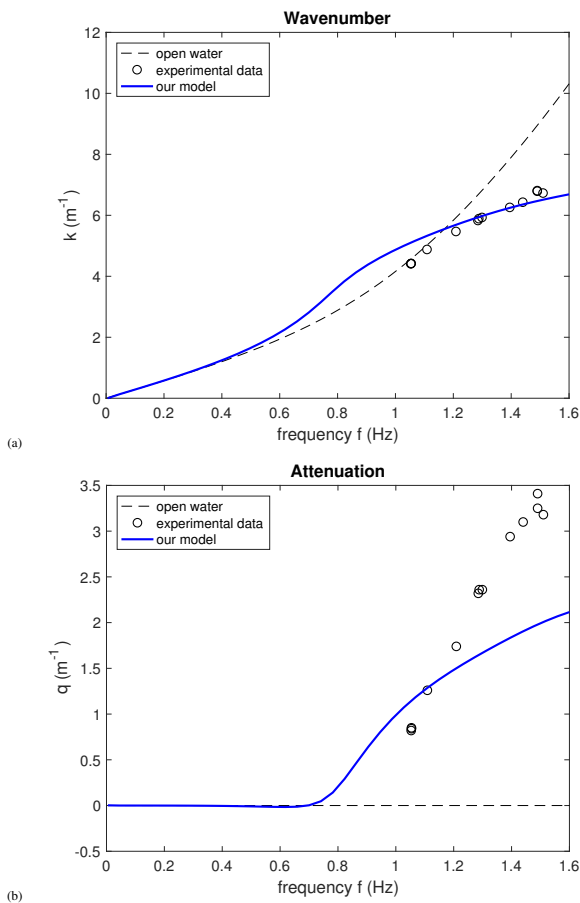 Wavenumber
12
10
8
6
4
2
0
k (m-1)
open water
experimental data
our model
0 0.2 0.4 0.6 0.8 1 1.2 1.4 1.6
frequency f (Hz)
(a)
Attenuation
3.5
3
2.5
2
1.5
1
0.5
0
-0.5
q (m-1)
open water
experimental data
our model
0 0.2 0.4 0.6 0.8 1 1.2 1.4 1.6
frequency f (Hz)
(b)